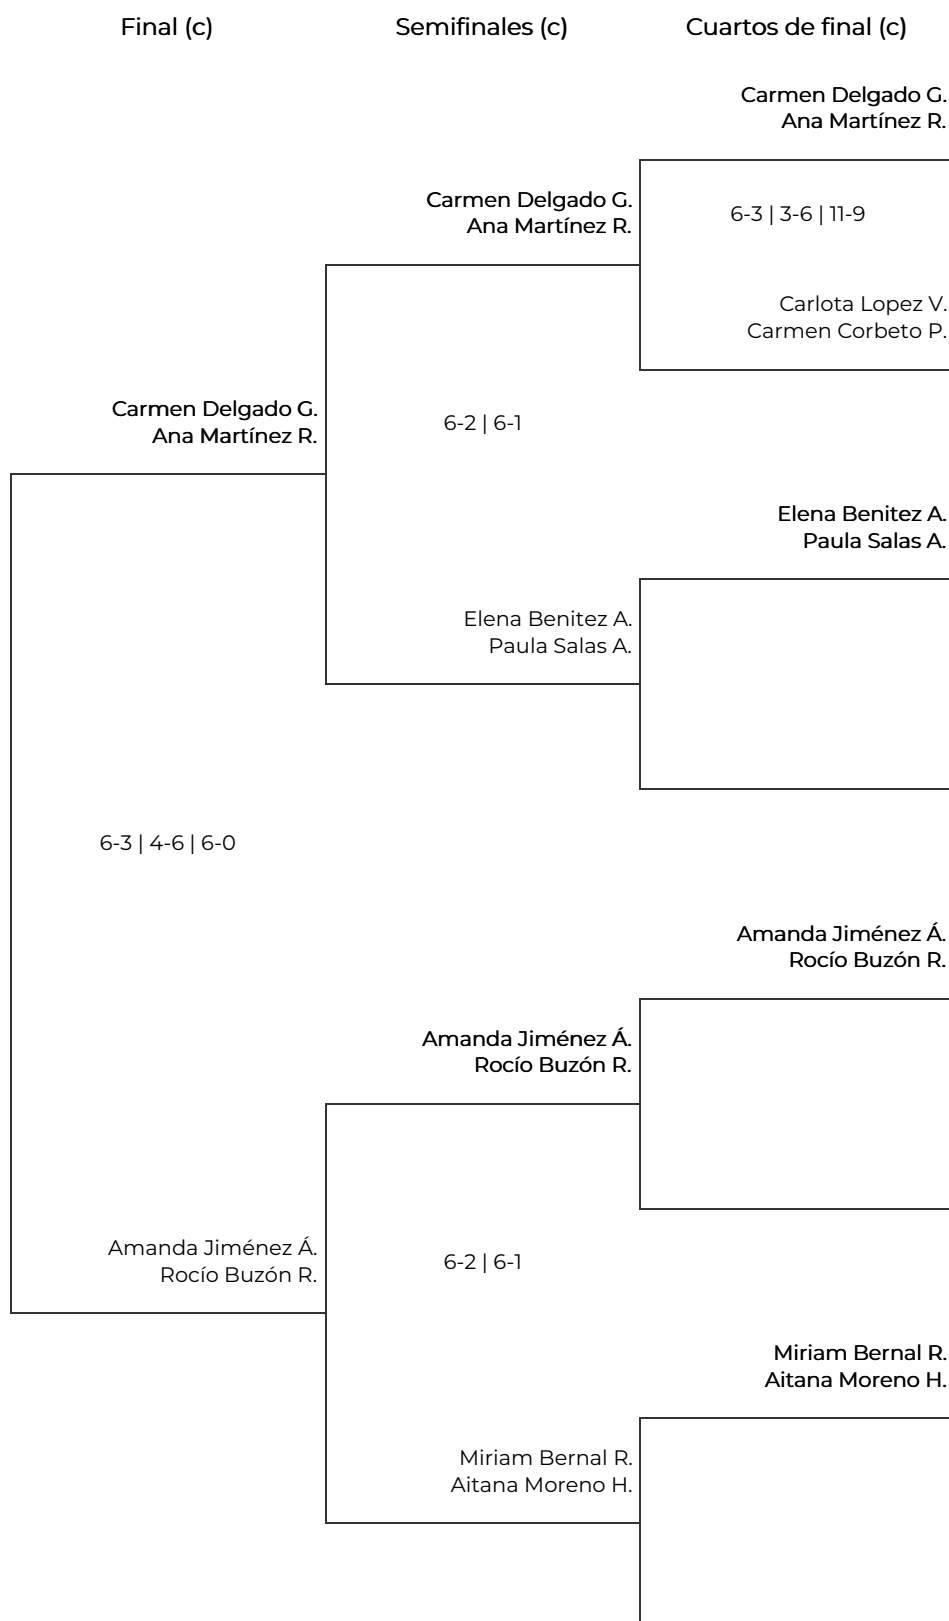 Final (c)
Semifinales (c)
Cuartos de final (c)
Carmen Delgado G.
Ana Martínez R.
Carmen Delgado G.
Ana Martínez R.
6-3 | 3-6 | 11-9
Carlota Lopez V.
Carmen Corbeto P.
Carmen Delgado G.
Ana Martínez R.
6-2 | 6-1
Elena Benitez A.
Paula Salas A.
Elena Benitez A.
Paula Salas A.
6-3 | 4-6 | 6-0
Amanda Jiménez Á.
Rocío Buzón R.
Amanda Jiménez Á.
Rocío Buzón R.
Amanda Jiménez Á.
Rocío Buzón R.
6-2 | 6-1
Miriam Bernal R.
Aitana Moreno H.
Miriam Bernal R.
Aitana Moreno H.